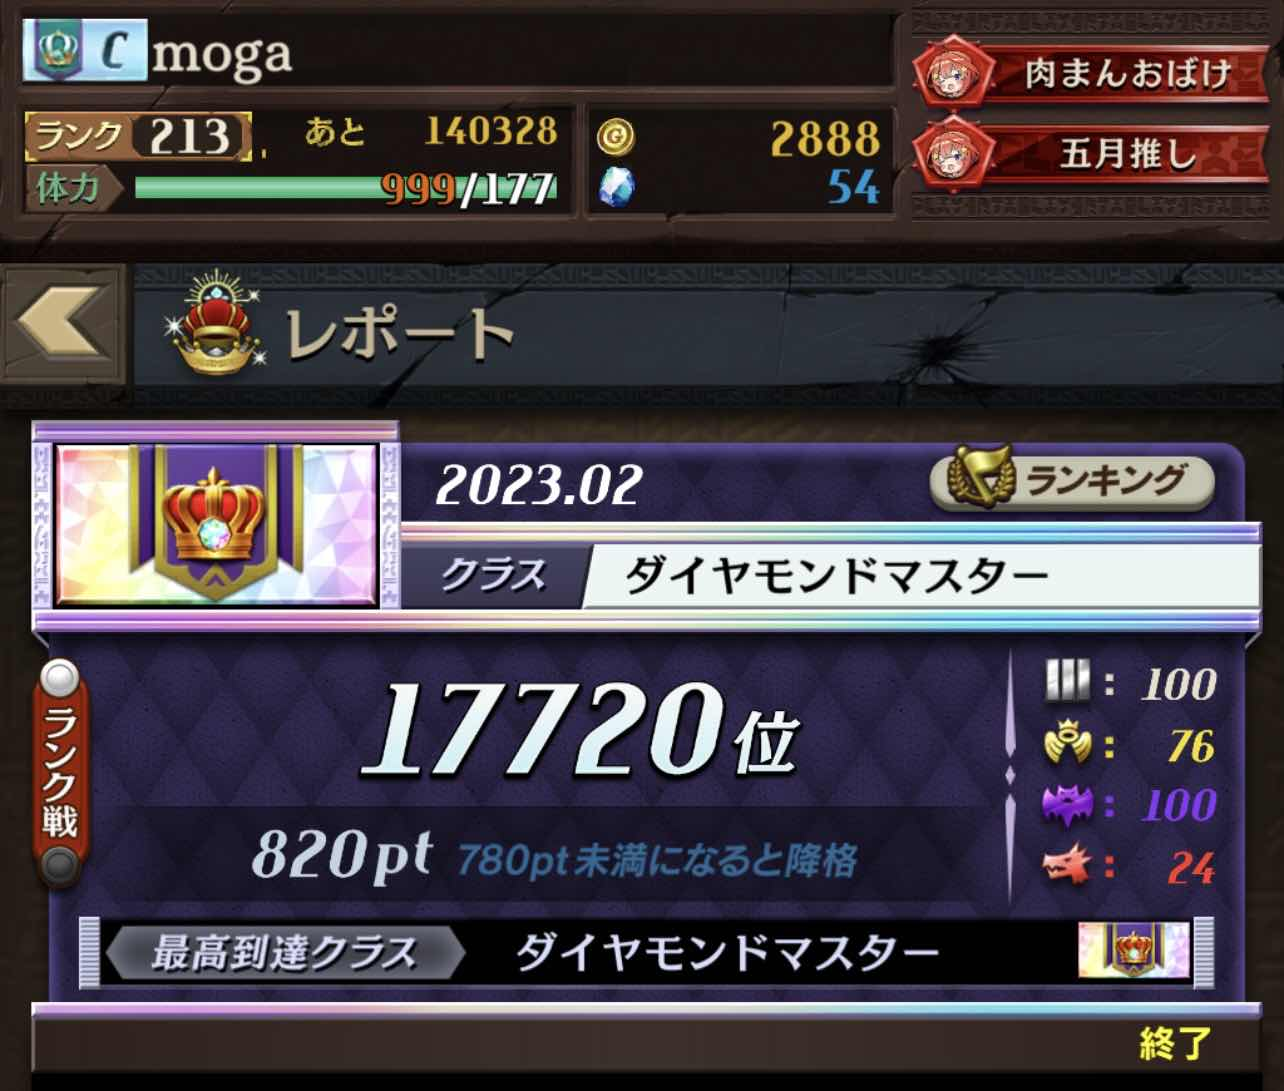 C moga
肉まんおばけ
ランク 213 あと 140328
2888
五月推し
体力 999/177
54
レポート
2023.02
ランキング
クラス ダイヤモンドマスター
ランク戦
17720位
: 100
: 76
: 100
: 24
820pt 780pt未満になると降格
最高到達クラス ダイヤモンドマスター
終了